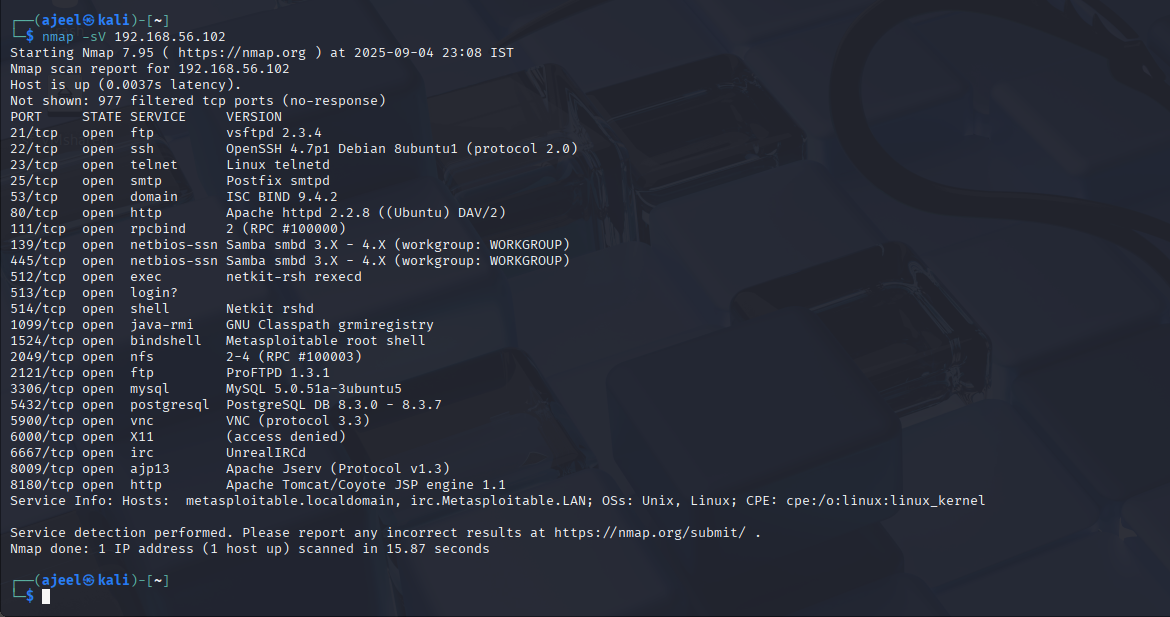 ┌──(ajeel㉿kali)-[~]
└─$ nmap -sV 192.168.56.102
Starting Nmap 7.95 ( https://nmap.org ) at 2025-09-04 23:08 IST
Nmap scan report for 192.168.56.102
Host is up (0.0037s latency).
Not shown: 977 filtered tcp ports (no-response)
PORT     STATE SERVICE     VERSION
21/tcp   open  ftp         vsftpd 2.3.4
22/tcp   open  ssh         OpenSSH 4.7p1 Debian 8ubuntu1 (protocol 2.0)
23/tcp   open  telnet      Linux telnetd
25/tcp   open  smtp        Postfix smtpd
53/tcp   open  domain      ISC BIND 9.4.2
80/tcp   open  http        Apache httpd 2.2.8 ((Ubuntu) DAV/2)
111/tcp  open  rpcbind     2 (RPC #100000)
139/tcp  open  netbios-ssn Samba smbd 3.X - 4.X (workgroup: WORKGROUP)
445/tcp  open  netbios-ssn Samba smbd 3.X - 4.X (workgroup: WORKGROUP)
512/tcp  open  exec        netkit-rsh rexecd
513/tcp  open  login?
514/tcp  open  shell       Netkit rshd
1099/tcp open  java-rmi    GNU Classpath grmiregistry
1524/tcp open  bindshell   Metasploitable root shell
2049/tcp open  nfs         2-4 (RPC #100003)
2121/tcp open  ftp         ProFTPD 1.3.1
3306/tcp open  mysql       MySQL 5.0.51a-3ubuntu5
5432/tcp open  postgresql  PostgreSQL DB 8.3.0 - 8.3.7
5900/tcp open  vnc         VNC (protocol 3.3)
6000/tcp open  X11         (access denied)
6667/tcp open  irc         UnrealIRCd
8009/tcp open  ajp13       Apache Jserv (Protocol v1.3)
8180/tcp open  http        Apache Tomcat/Coyote JSP engine 1.1
Service Info: Hosts:  metasploitable.localdomain, irc.Metasploitable.LAN; OSs: Unix, Linux; CPE: cpe:/o:linux:linux_kernel
Service detection performed. Please report any incorrect results at https://nmap.org/submit/ .
Nmap done: 1 IP address (1 host up) scanned in 15.87 seconds
┌──(ajeel㉿kali)-[~]
└─$